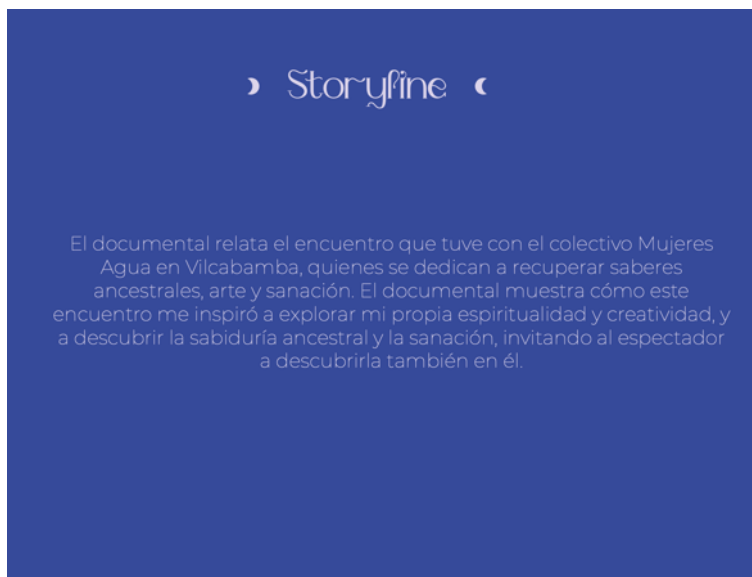 Storyline
El documental relata el encuentro que tuve con el colectivo Mujeres
Agua en Vilcabamba, quienes se dedican a recuperar saberes
ancestrales, arte y sanación. El documental muestra cómo este
encuentro me inspiró a explorar mi propia espiritualidad y creatividad, y
a descubrir la sabiduría ancestral y la sanación, invitando al espectador
a descubrirla también en él.